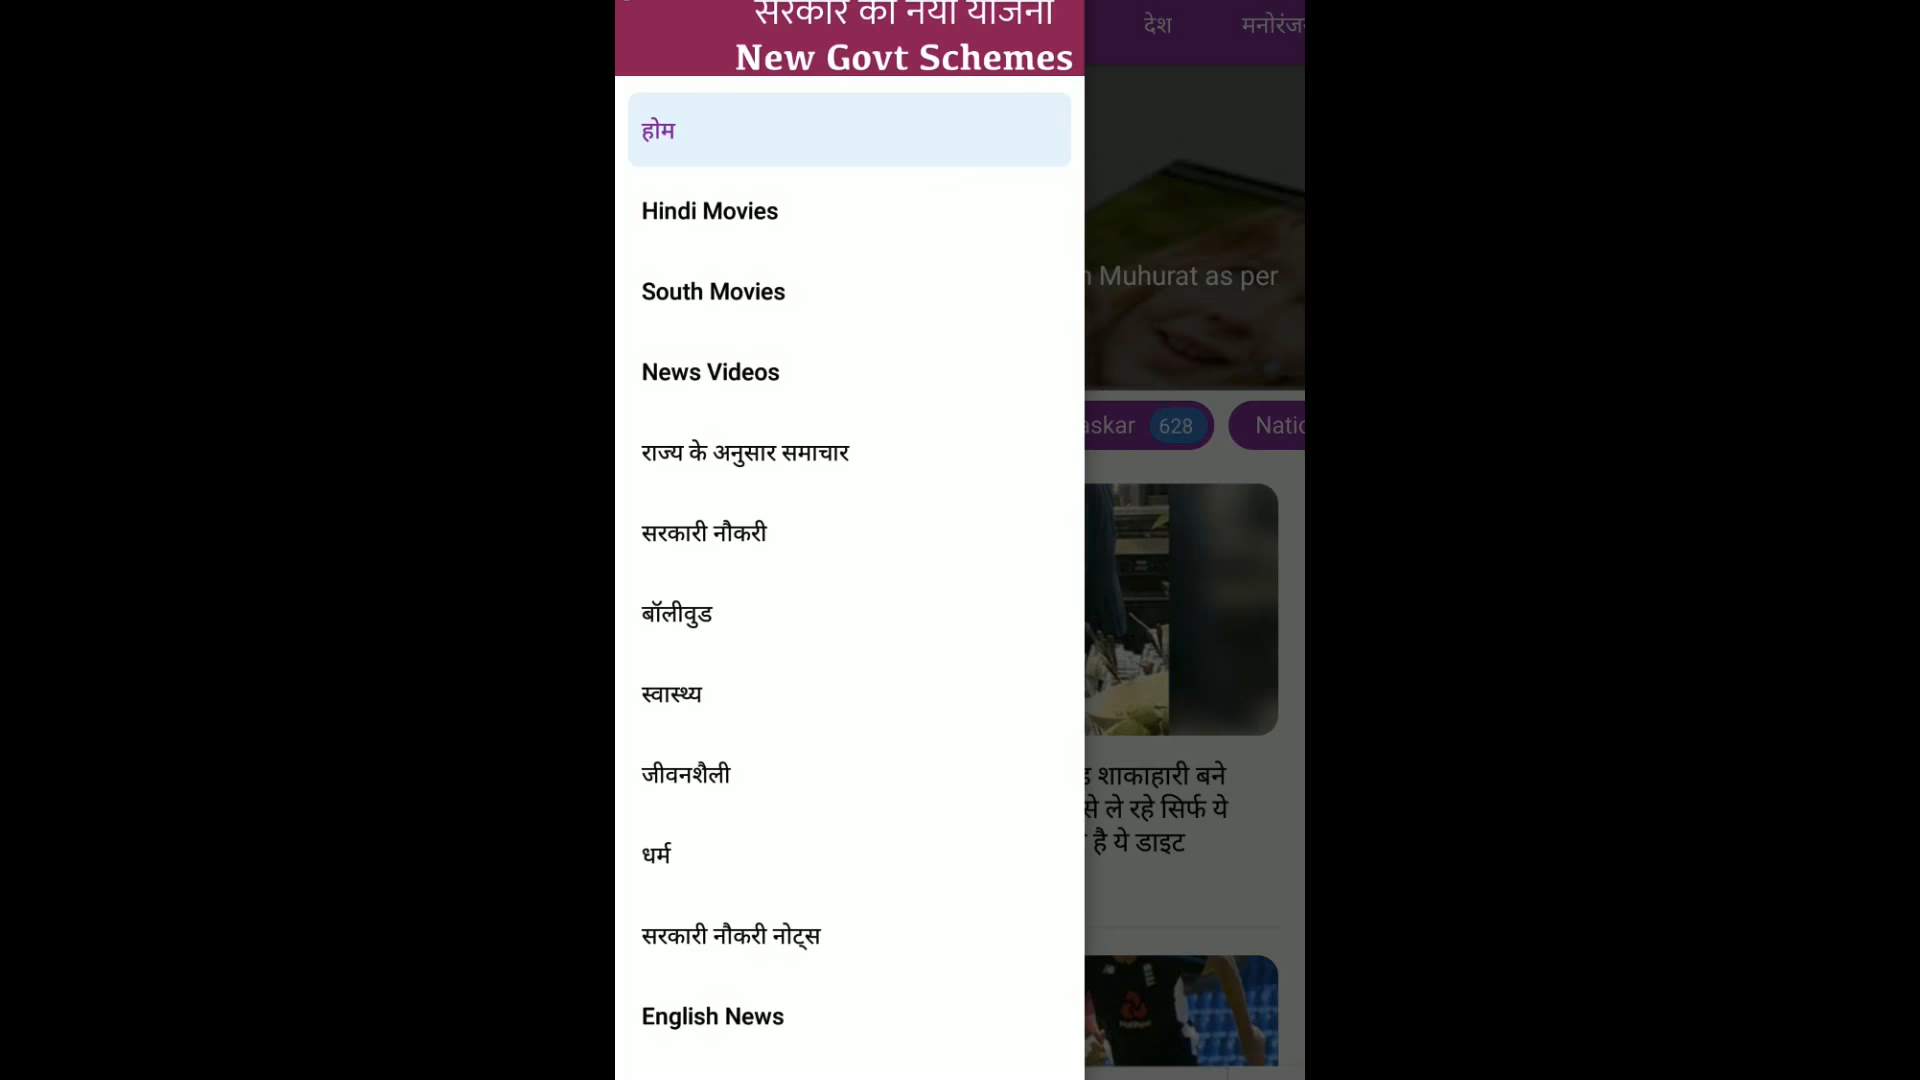 सरकार की नयी योजना
New Govt Schemes
देश
होम
Hindi Movies
South Movies
News Videos
राज्य के अनुसार समाचार
सरकारी नौकरी
बॉलीवुड
स्वास्थ्य
जीवनशैली
धर्म
सरकारी नौकरी नोट्स
English News
Muhurat as per
628
शाकाहारी बने
से ले रहे सिर्फ ये
है ये डाइट